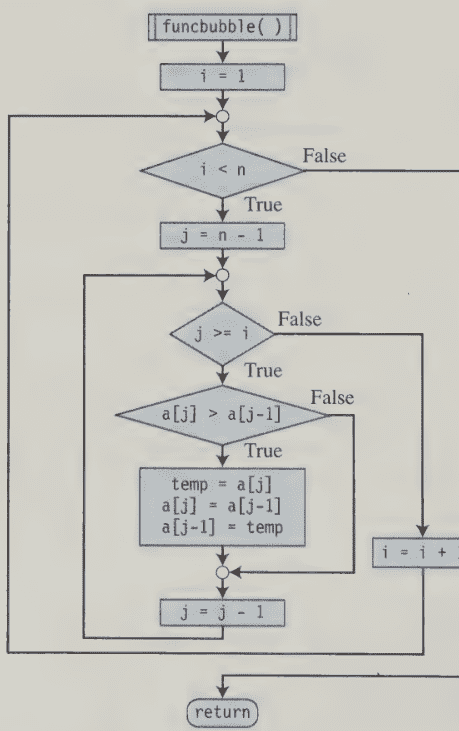 funcbubble( )
i = 1
i < n
False
True
j = n - 1
j >= i
False
True
a[j] > a[j-1]
False
True
temp = a[j]
a[j] = a[j-1]
a[j-1] = temp
i = i +
j = j - 1
return